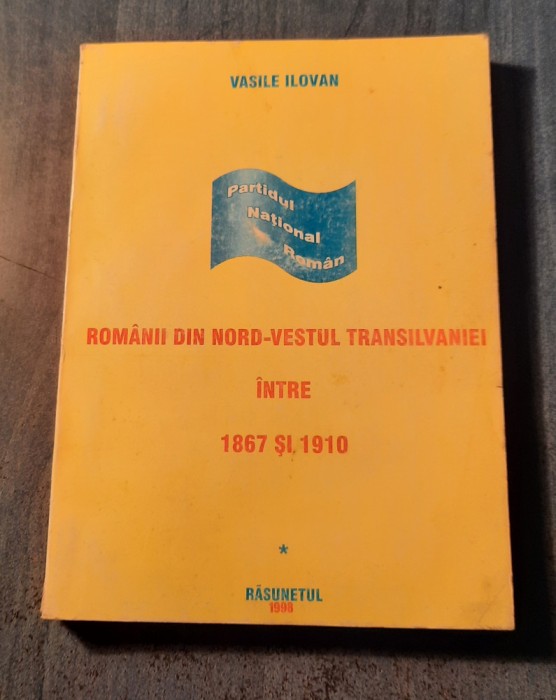 VASILE ILOVAN
Partidul
Național
Român
ROMÂNII DIN NORD-VESTUL TRANSILVANIEI
ÎNTRE
1867 ȘI 1910
*
RĂSUNETUL
1998